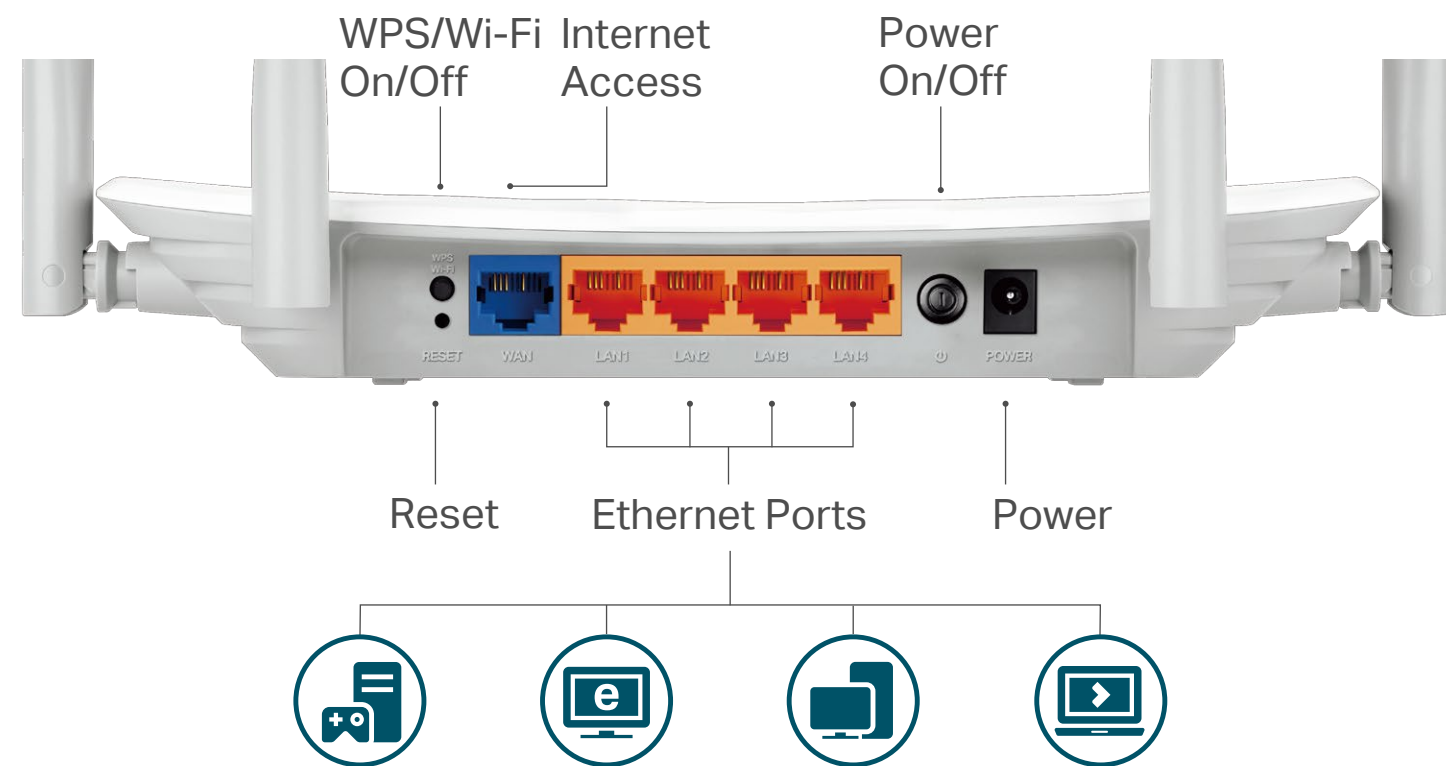 WPS/Wi-Fi
On/Off
Internet
Access
Power
On/Off
WPS
Wi-Fi
RESET
WAN
LAN1
LAN2
LAN3
LAN4
POWER
Reset
Ethernet Ports
Power
e